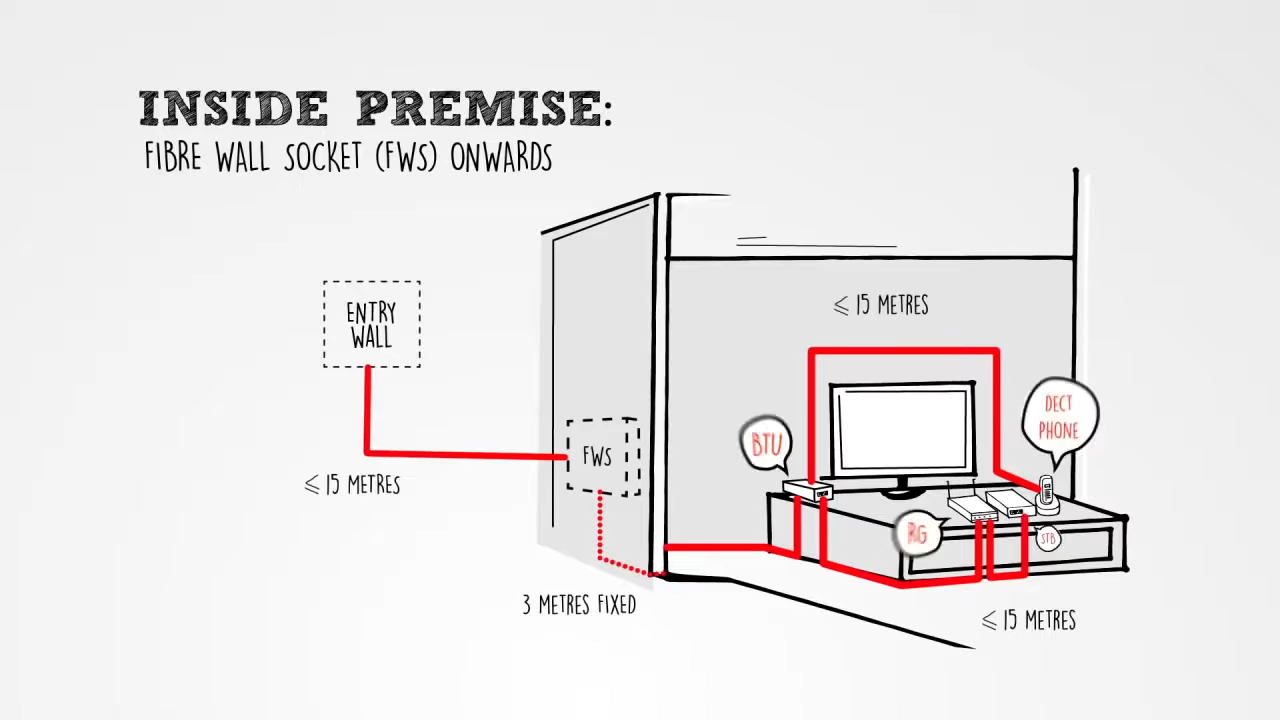 INSIDE PREMISE:
FIBRE WALL SOCKET (FWS) ONWARDS
ENTRY
WALL
⩽ 15 METRES
FWS
3 METRES FIXED
⩽ 15 METRES
BTU
DECT
PHONE
RG
STB
⩽ 15 METRES